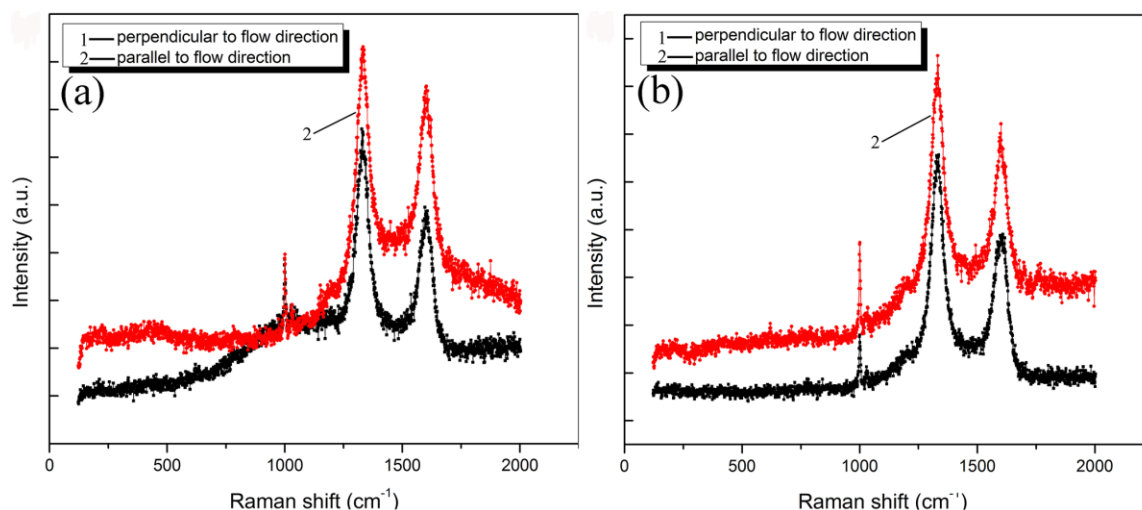 1 perpendicular to flow direction
2 parallel to flow direction
(a)
2
Intensity (a.u.)
0 500 1000 1500 2000
Raman shift (cm⁻¹)
1 perpendicular to flow direction
2 parallel to flow direction
(b)
2
Intensity (a.u.)
0 500 1000 1500 2000
Raman shift (cm⁻¹)